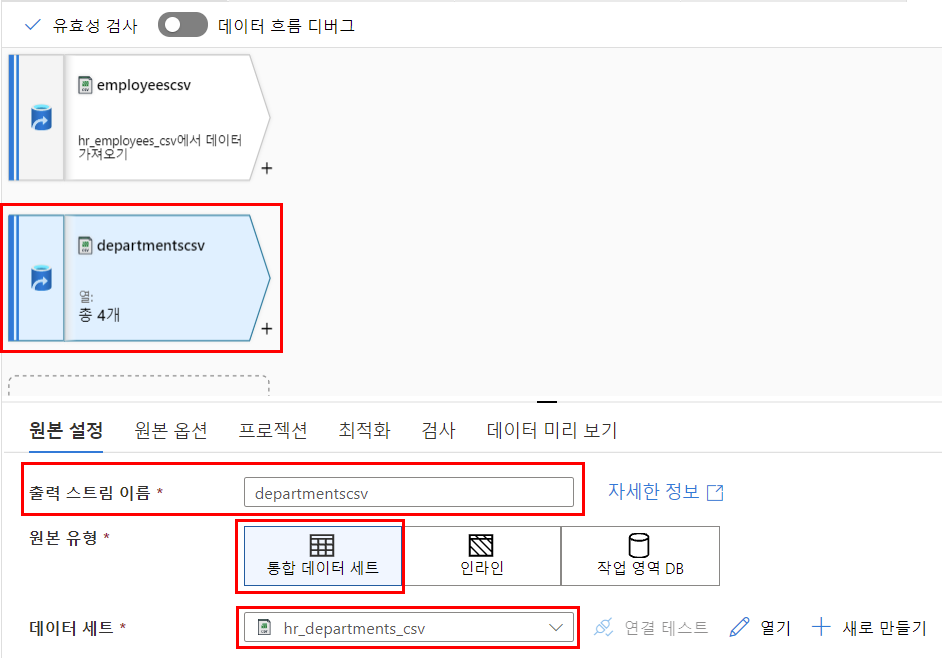 유효성 검사 데이터 흐름 디버그
employeescsv
hr_employees_csv에서 데이터
가져오기
+
departmentscsv
열:
총 4개
+
원본 설정 원본 옵션 프로젝션 최적화 검사 데이터 미리 보기
출력 스트림 이름 * departmentscsv 자세한 정보
원본 유형 *
통합 데이터 세트 인라인 작업 영역 DB
데이터 세트 * hr_departments_csv 연결 테스트 열기 새로 만들기